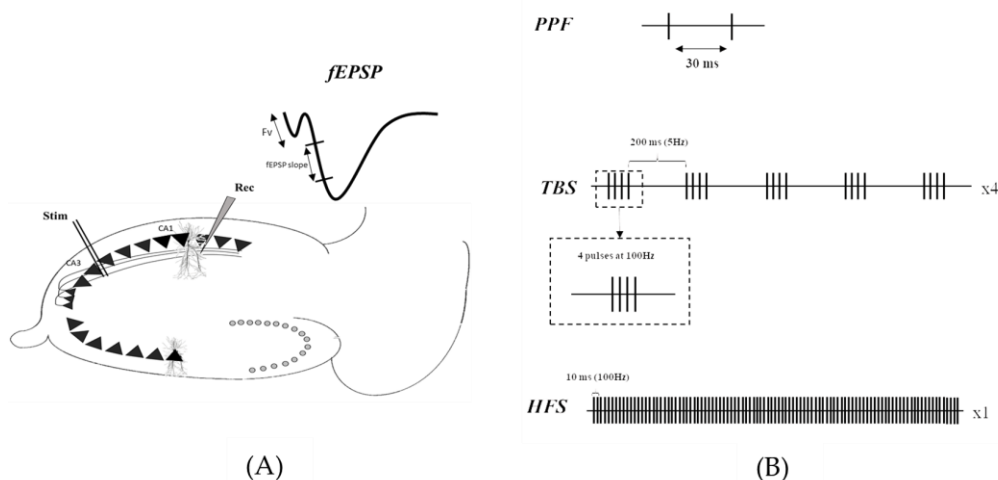 fEPSP
Fv
fEPSP slope
Rec
Stim
CA1
CA3
(A)
PPF
30 ms
200 ms (5Hz)
TBS
x4
4 pulses at 100Hz
10 ms (100Hz)
HFS
x1
(B)